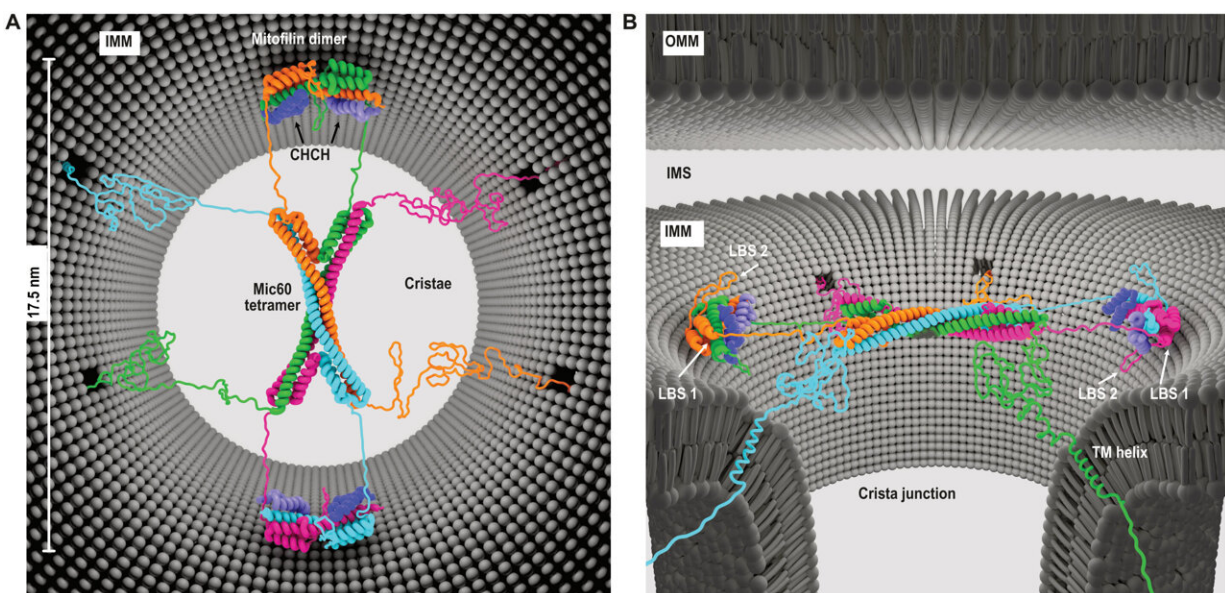 A
IMM
Mitofilin dimer
CHCH
17.5 nm
Mic60
tetramer
Cristae
B
OMM
IMS
IMM
LBS 2
LBS 1
LBS 2
LBS 1
TM helix
Crista junction